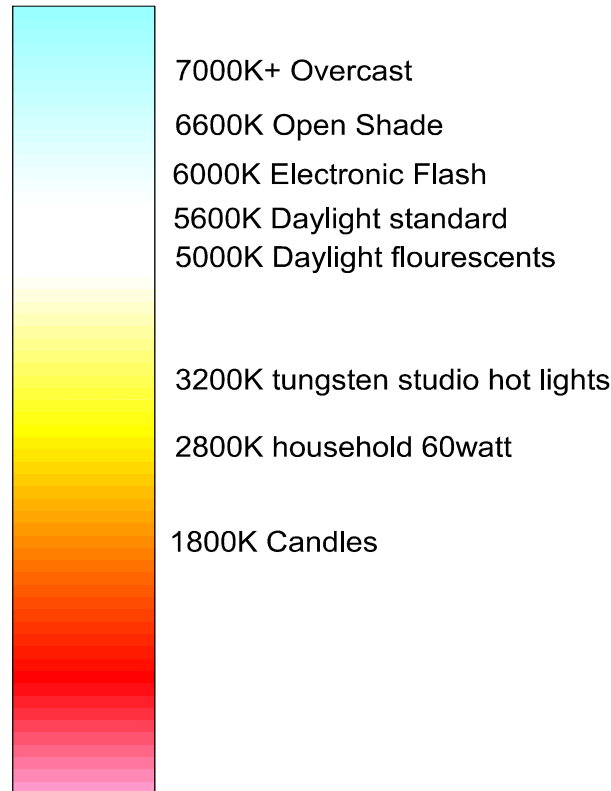 7000K+ Overcast
6600K Open Shade
6000K Electronic Flash
5600K Daylight standard
5000K Daylight flourescents
3200K tungsten studio hot lights
2800K household 60watt
1800K Candles